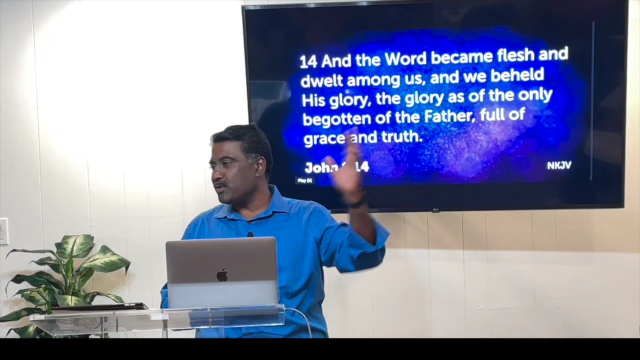 14 And the Word became flesh and
dwelt among us, and we beheld
His glory, the glory as of the only
begotten of the Father, full of
grace and truth.
John 14
NKJV